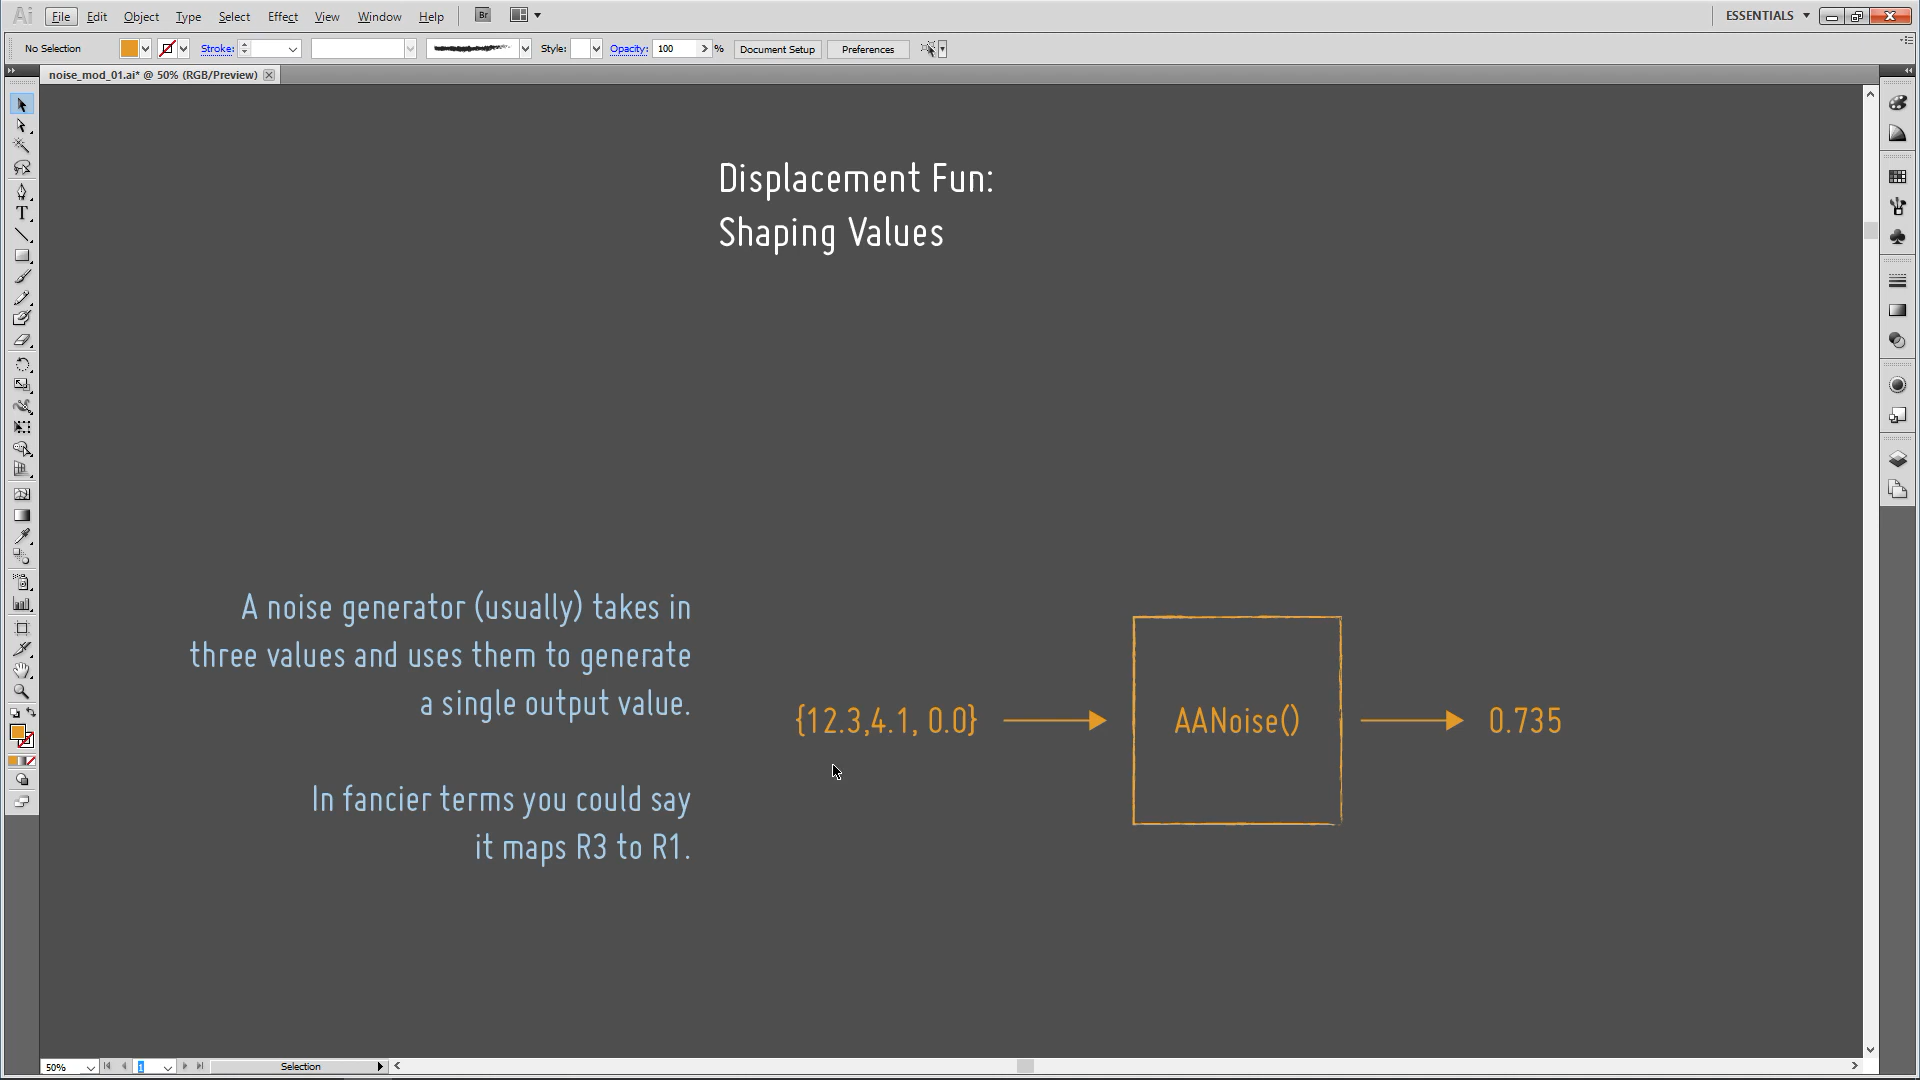 Ai File Edit Object Type Select Effect View Window Help Br ESSENTIALS
No Selection Stroke: Style: Opacity: 100 % Document Setup Preferences
noise_mod_01.ai* @ 50% (RGB/Preview)
Displacement Fun:
Shaping Values
A noise generator (usually) takes in
three values and uses them to generate
a single output value.
In fancier terms you could say
it maps R3 to R1.
{12.3,4.1, 0.0}
AANoise()
0.735
50% 1 Selection